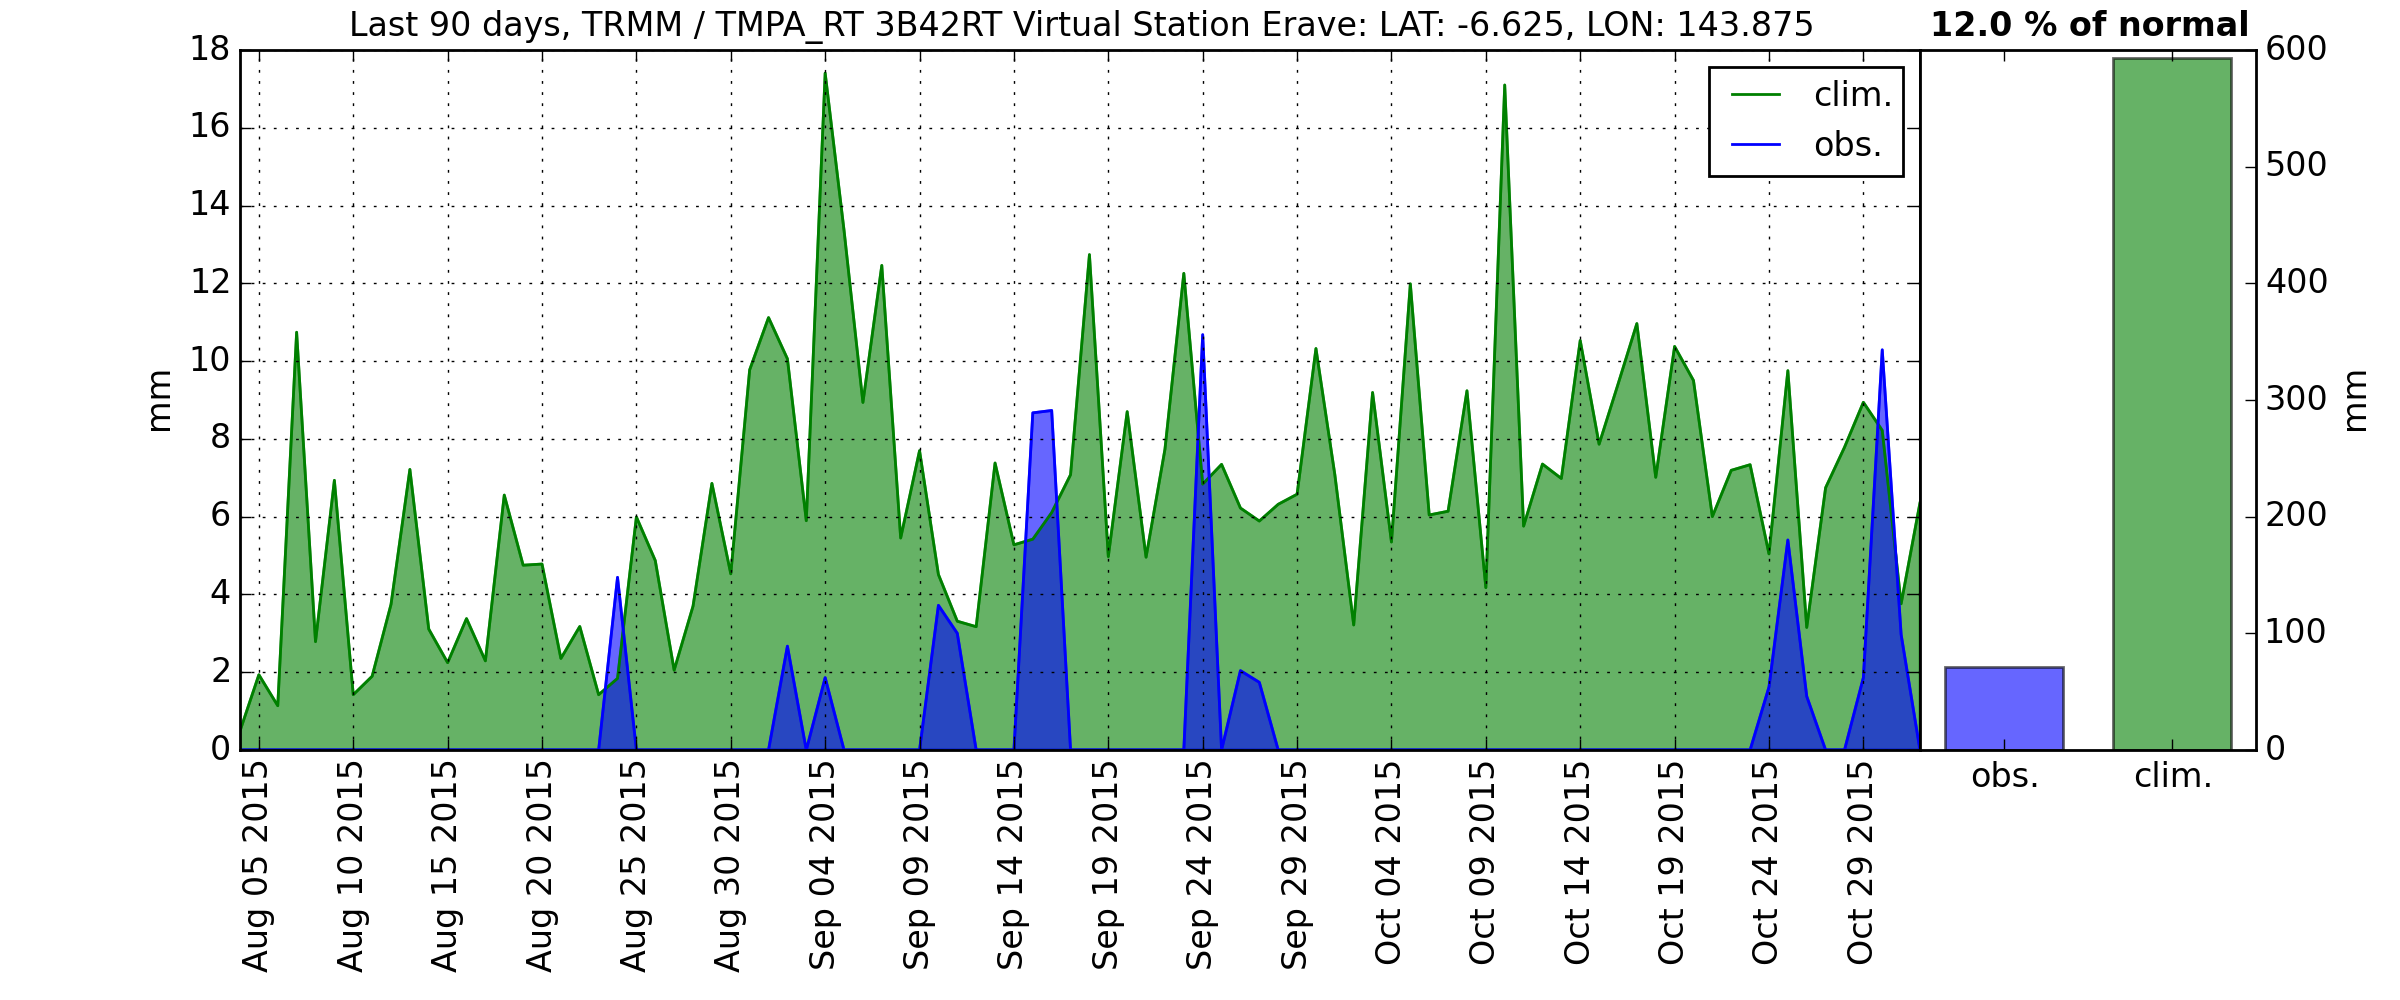 Last 90 days, TRMM / TMPA_RT 3B42RT Virtual Station Erave: LAT: -6.625, LON: 143.875
12.0 % of normal
18
16
14
12
10
8
6
4
2
0
mm
clim.
obs.
600
500
400
300
200
100
0
mm
Aug 05 2015
Aug 10 2015
Aug 15 2015
Aug 20 2015
Aug 25 2015
Aug 30 2015
Sep 04 2015
Sep 09 2015
Sep 14 2015
Sep 19 2015
Sep 24 2015
Sep 29 2015
Oct 04 2015
Oct 09 2015
Oct 14 2015
Oct 19 2015
Oct 24 2015
Oct 29 2015
obs.
clim.